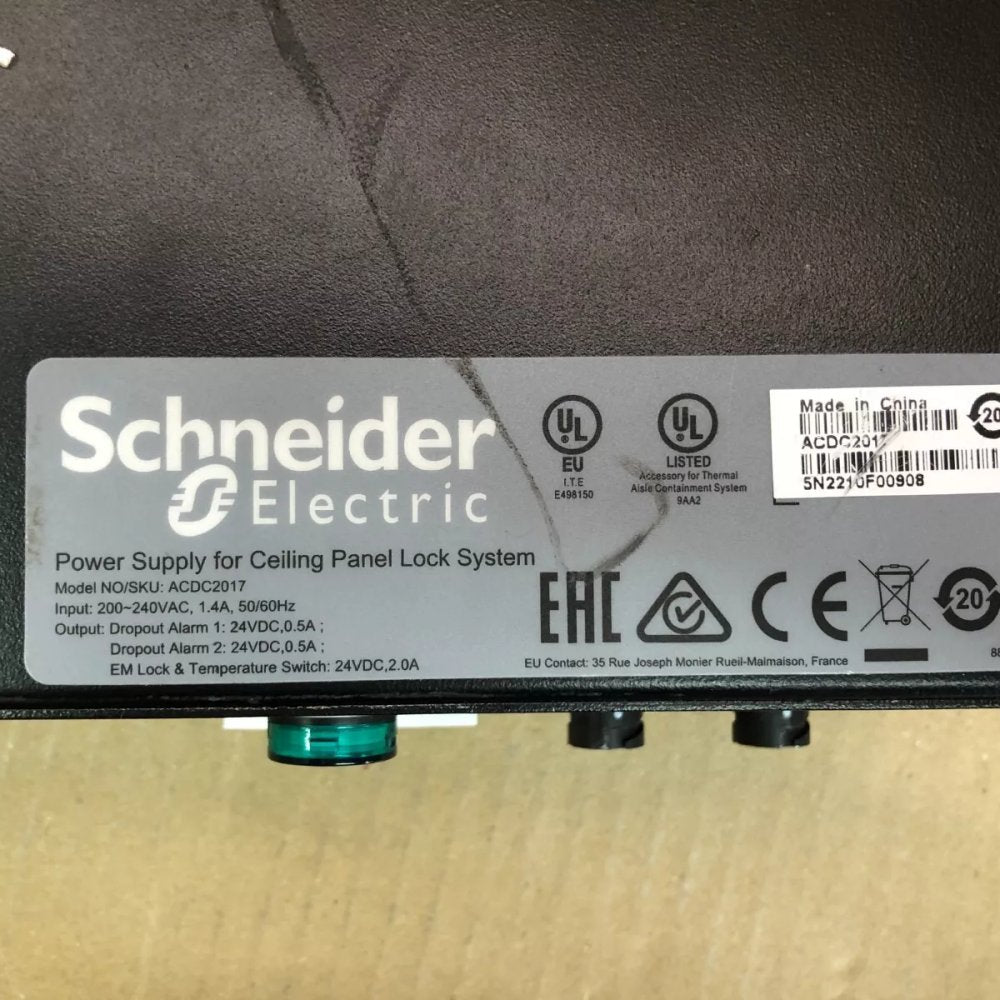 Schneider
Electric
Power Supply for Ceiling Panel Lock System
Model NO/SKU: ACDC2017
Input: 200~240VAC, 1.4A, 50/60Hz
Output: Dropout Alarm 1: 24VDC,0.5A ;
Dropout Alarm 2: 24VDC,0.5A ;
EM Lock & Temperature Switch: 24VDC,2.0A
UL
EU
I.T.E
E498150
UL
LISTED
Accessory for Thermal
Aisle Containment System
9AA2
Made in China
ACDC2017
5N2210F00908
20
EAC
CE
20
EU Contact: 35 Rue Joseph Monier Rueil-Malmaison, France
88